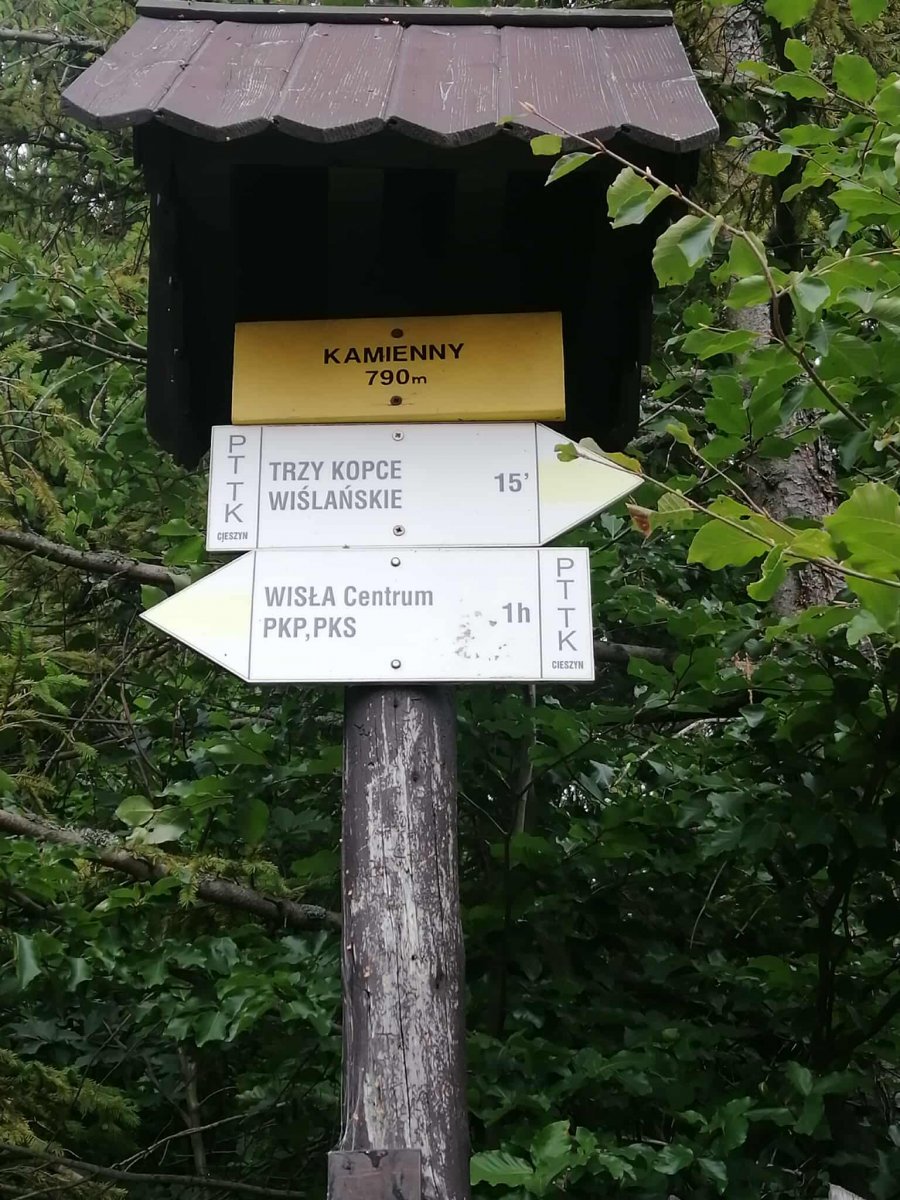 KAMIENNY
790m
PTTK
CIESZYN
TRZY KOPCE
WIŚLAŃSKIE
15'
WISŁA Centrum
PKP,PKS
1h
PTTK
CIESZYN